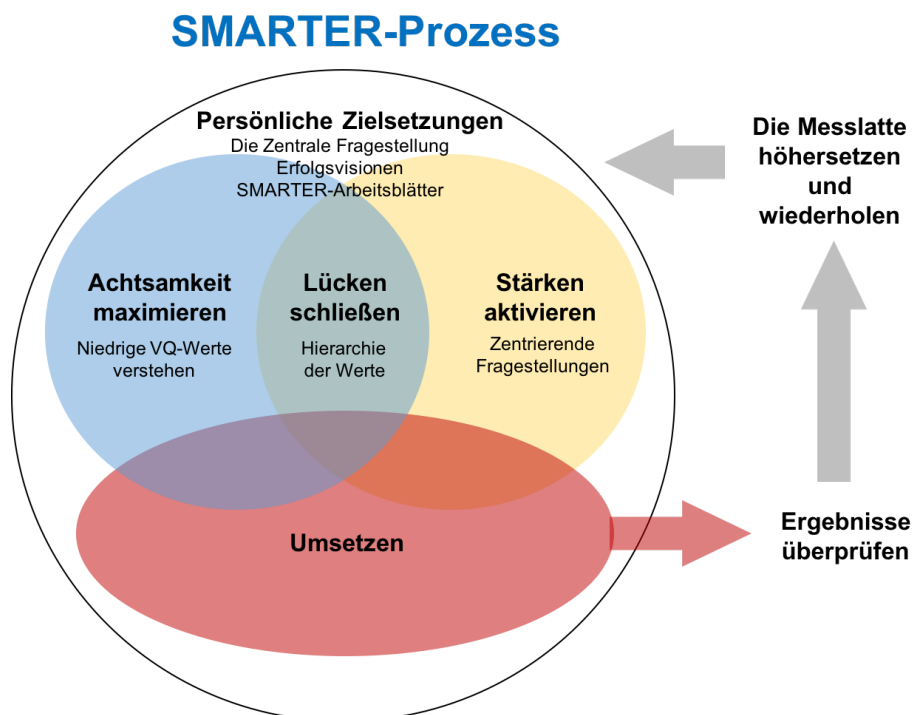 SMARTER-Prozess
Persönliche Zielsetzungen
Die Zentrale Fragestellung
Erfolgsvisionen
SMARTER-Arbeitsblätter
Achtsamkeit
maximieren
Niedrige VQ-Werte
verstehen
Lücken
schließen
Hierarchie
der Werte
Stärken
aktivieren
Zentrierende
Fragestellungen
Umsetzen
Ergebnisse
überprüfen
Die Messlatte
höhersetzen
und
wiederholen